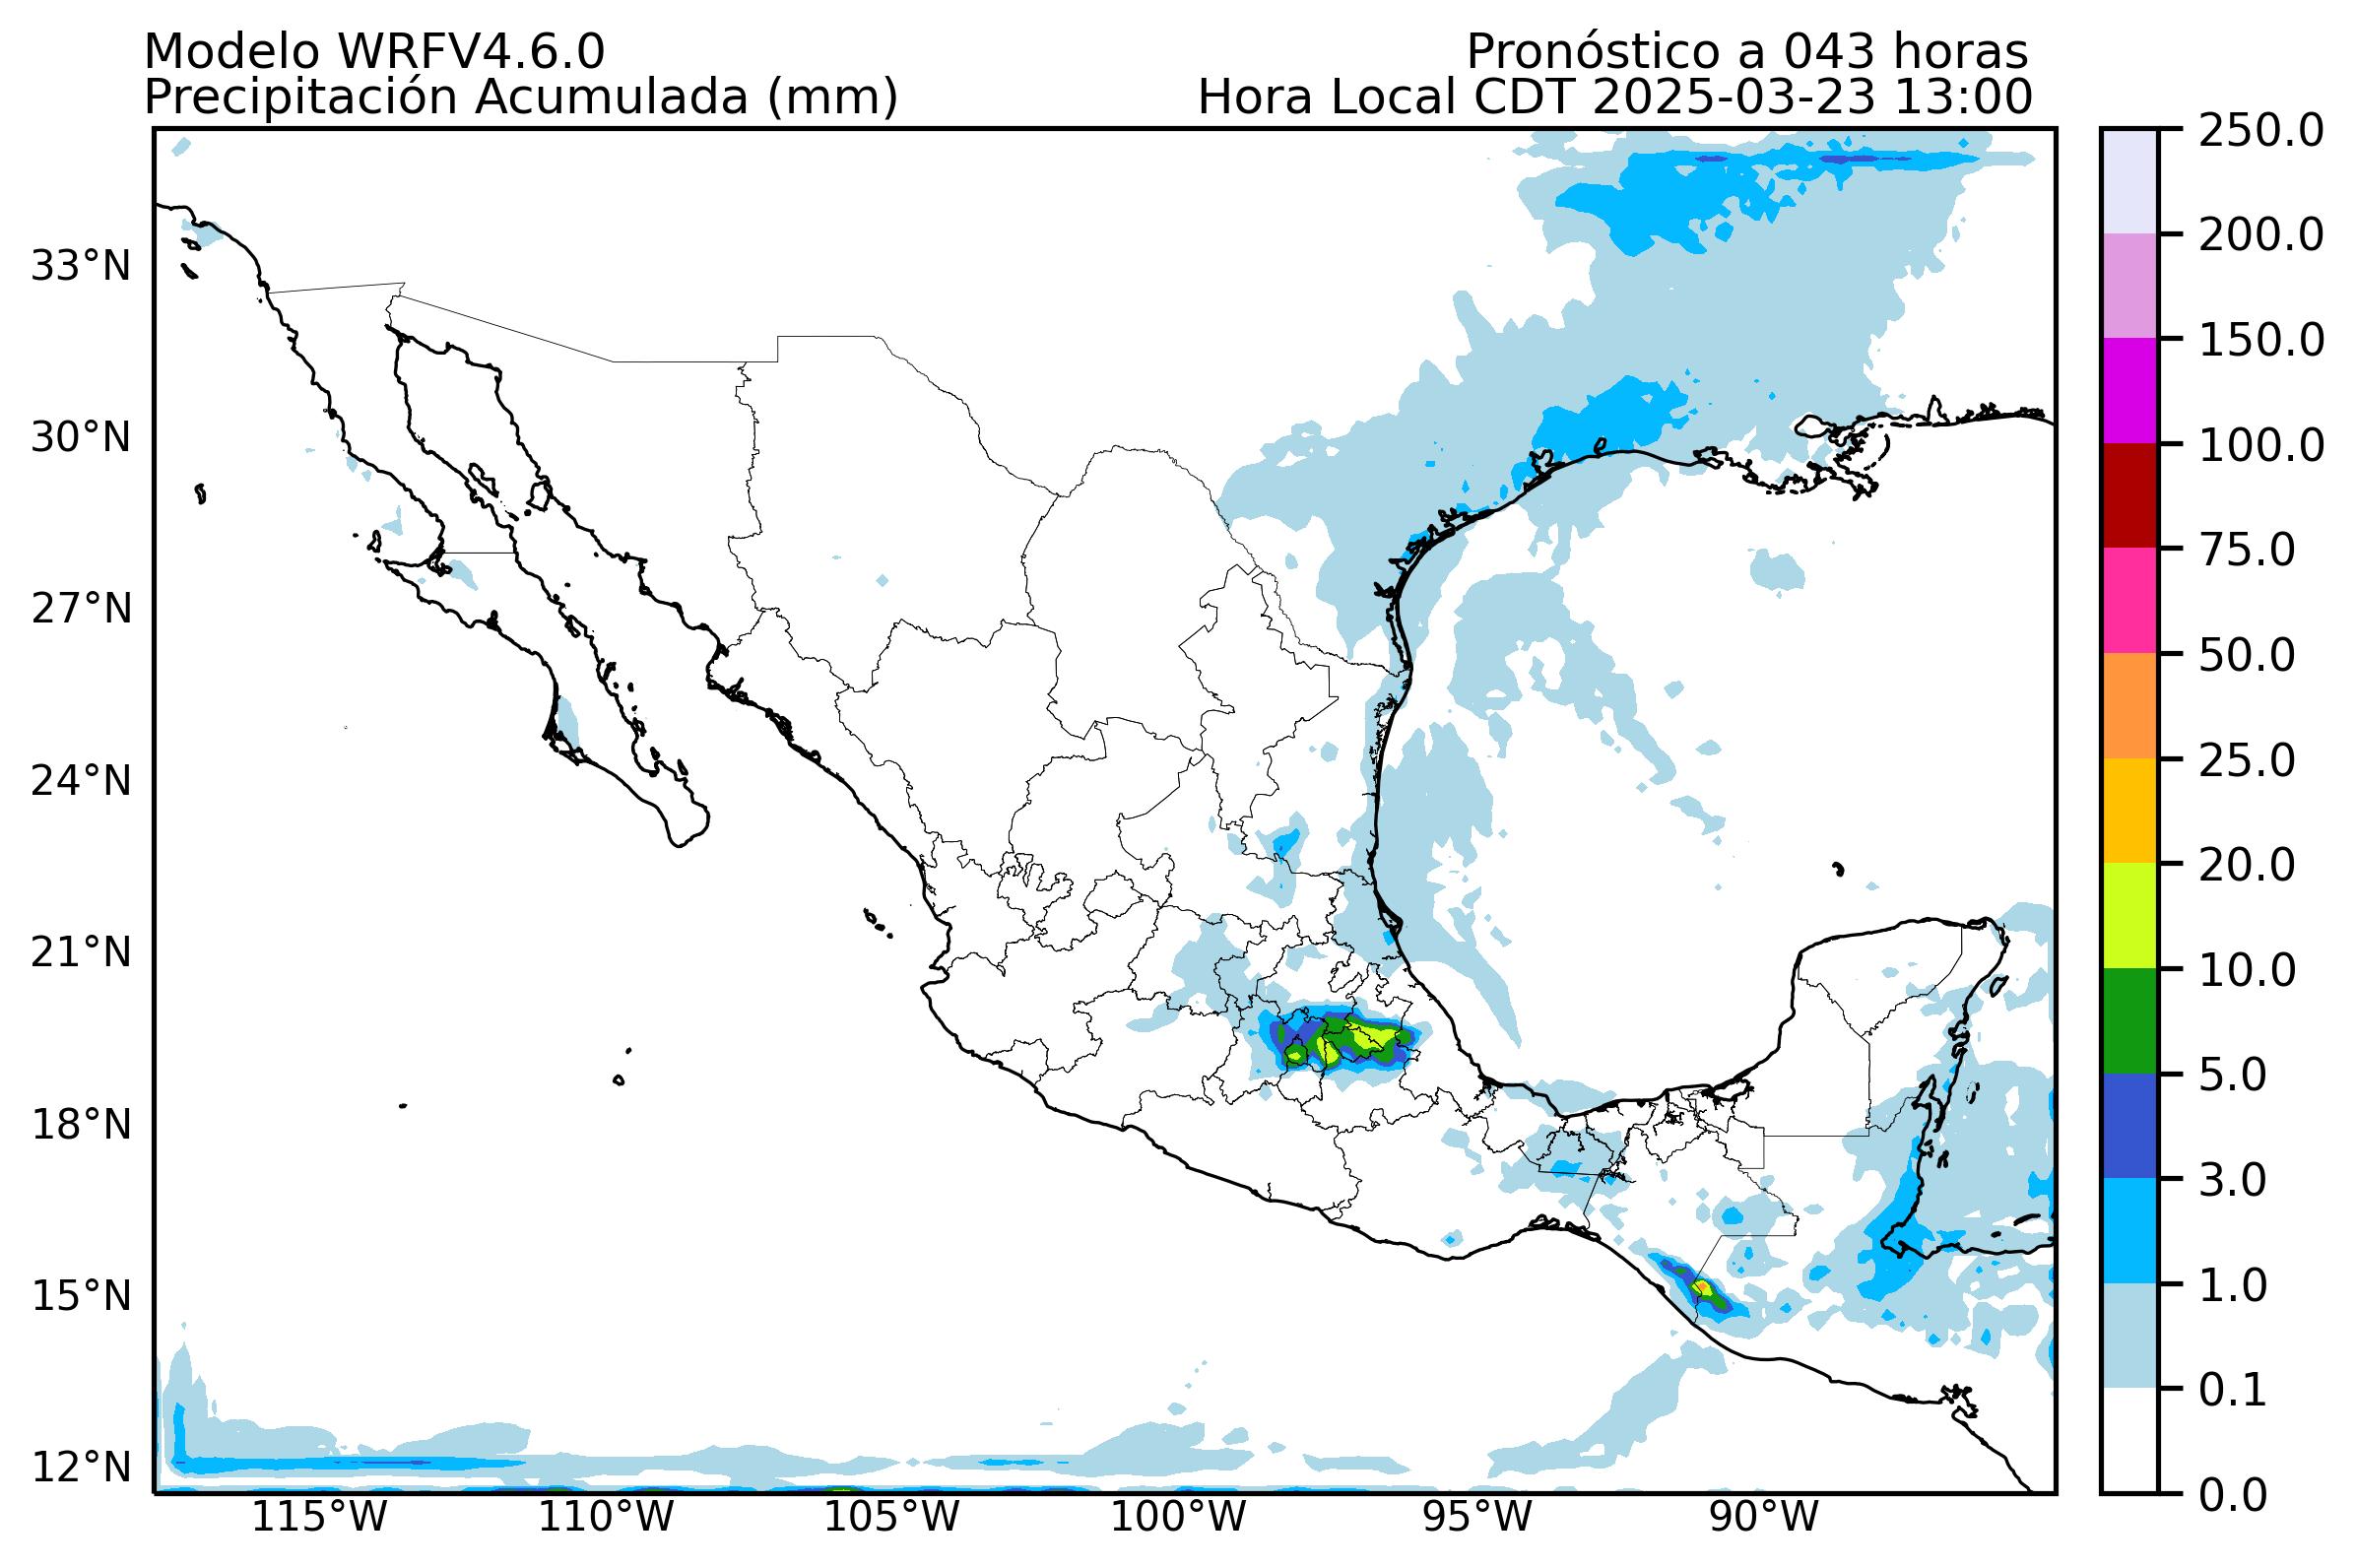 Modelo WRFV4.6.0
Pronóstico a 043 horas
Precipitación Acumulada (mm)
Hora Local CDT 2025-03-23 13:00
33°N
30°N
27°N
24°N
21°N
18°N
15°N
12°N
115°W
110°W
105°W
100°W
95°W
90°W
250.0
200.0
150.0
100.0
75.0
50.0
25.0
20.0
10.0
5.0
3.0
1.0
0.1
0.0